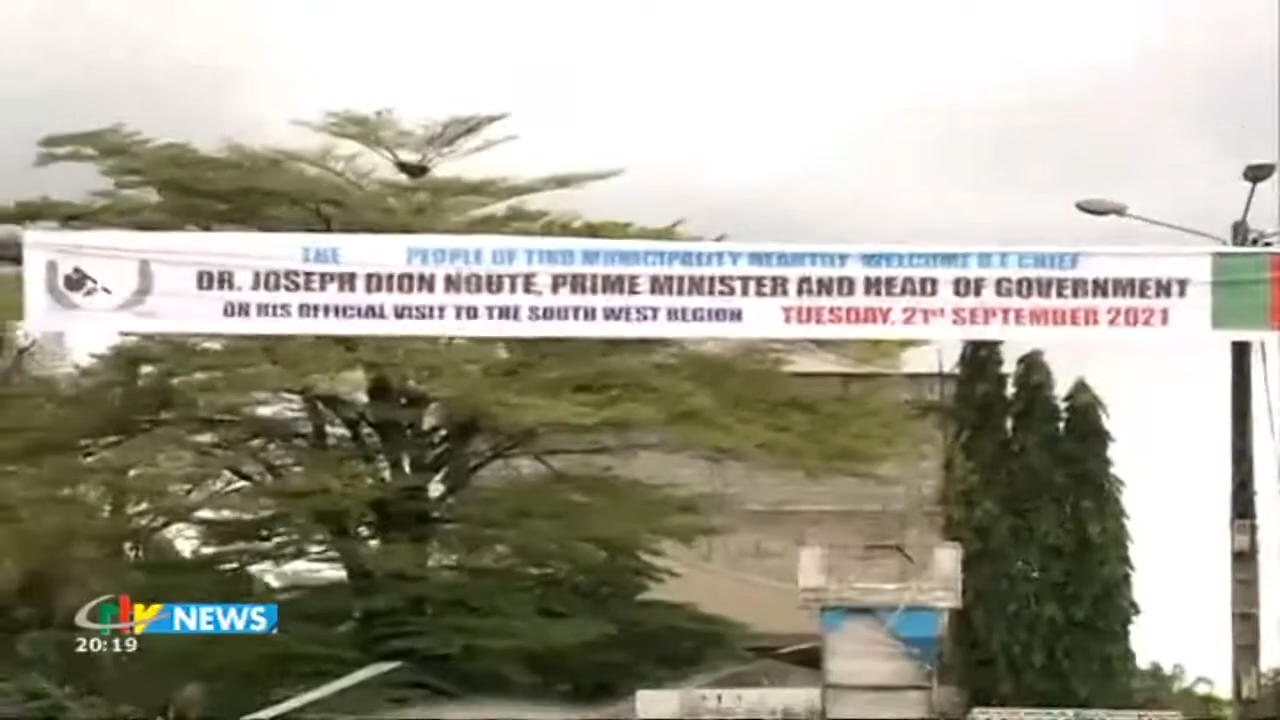 THE PEOPLE OF TIKO MUNICIPALITY HEARTILY WELCOME H.E CHIEF
DR. JOSEPH DION NGUTE, PRIME MINISTER AND HEAD OF GOVERNMENT
ON HIS OFFICIAL VISIT TO THE SOUTH WEST REGION TUESDAY, 21st SEPTEMBER 2021
NEWS
20:19